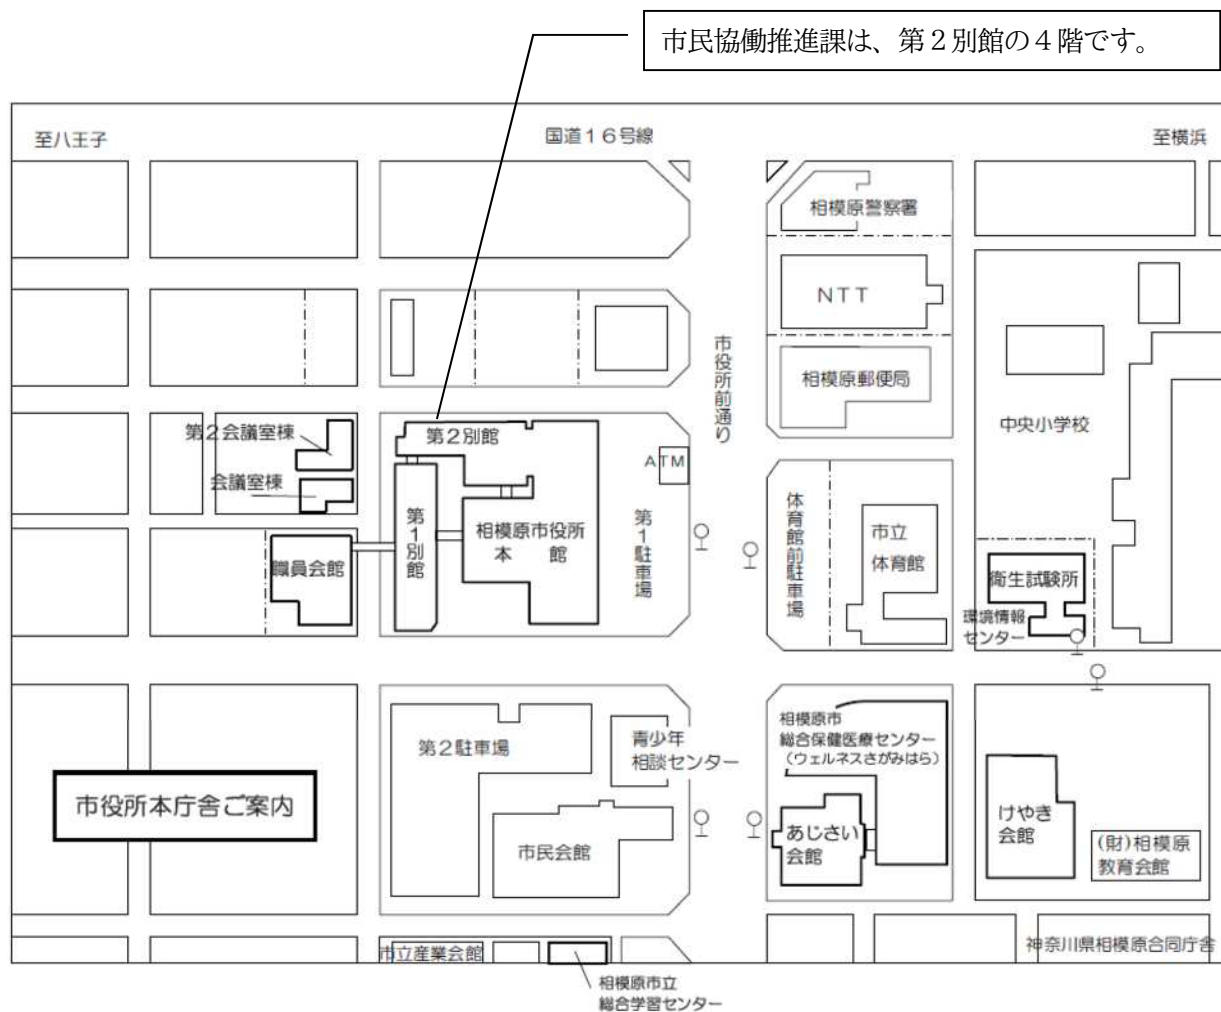 市民協働推進課は、第２別館の４階です。
至八王子
国道１６号線
至横浜
相模原警察署
ＮＴＴ
市役所前通り
相模原郵便局
第２会議室棟
第２別館
中央小学校
ＡＴＭ
会議室棟
第１別館
相模原市役所
本　館
第１駐車場
体育館前駐車場
市立
体育館
職員会館
衛生試験所
環境情報
センター
相模原市
総合保健医療センター
（ウェルネスさがみはら）
第２駐車場
青少年
相談センター
市役所本庁舎ご案内
市民会館
あじさい
会館
けやき
会館
(財)相模原
教育会館
市立産業会館
神奈川県相模原合同庁舎
相模原市立
総合学習センター